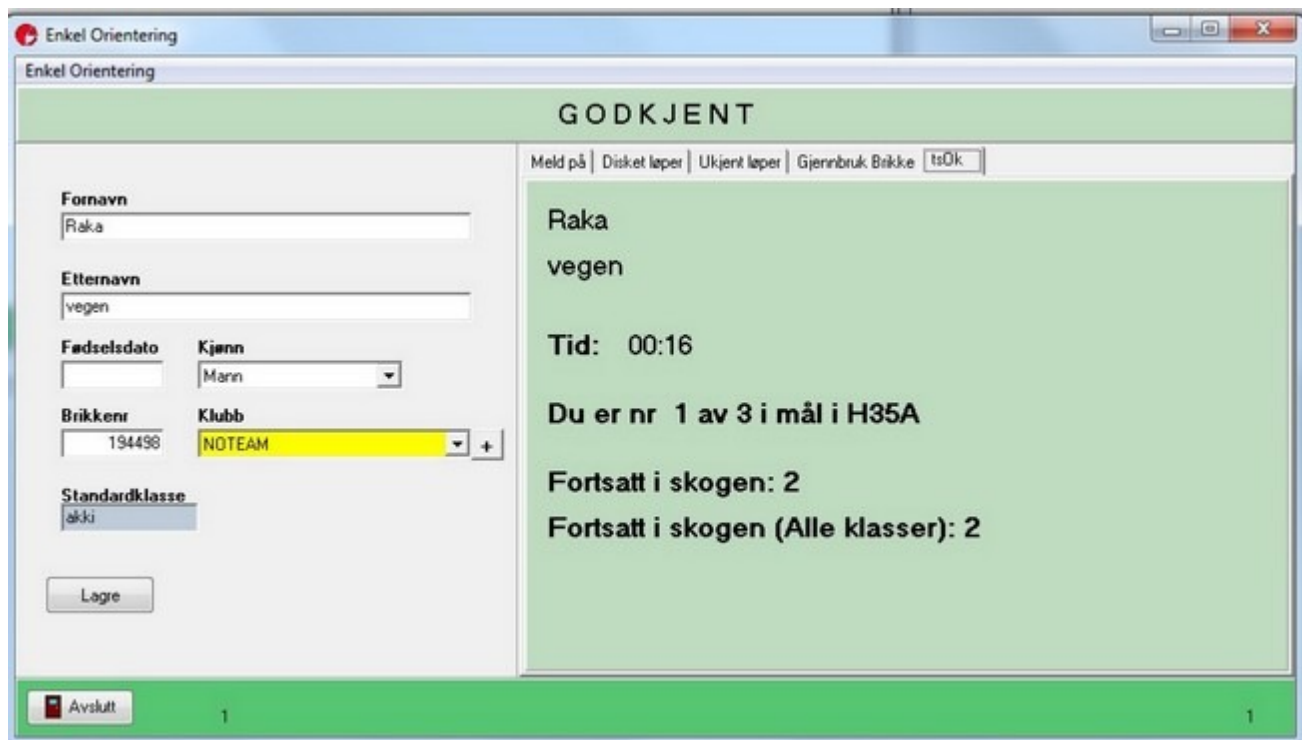 Enkel Orientering
Enkel Orientering
GODKJENT
Fornavn
Raka
Etternavn
vegen
Fødselsdato Kjønn
Mann
Brikkenr Klubb
194498 NOTEAM +
Standardklasse
akki
Lagre
Meld på Disket løper Ukjent løper Gjennbruk Brikke tsOk
Raka
vegen
Tid: 00:16
Du er nr 1 av 3 i mål i H35A
Fortsatt i skogen: 2
Fortsatt i skogen (Alle klasser): 2
Avslutt 1 1